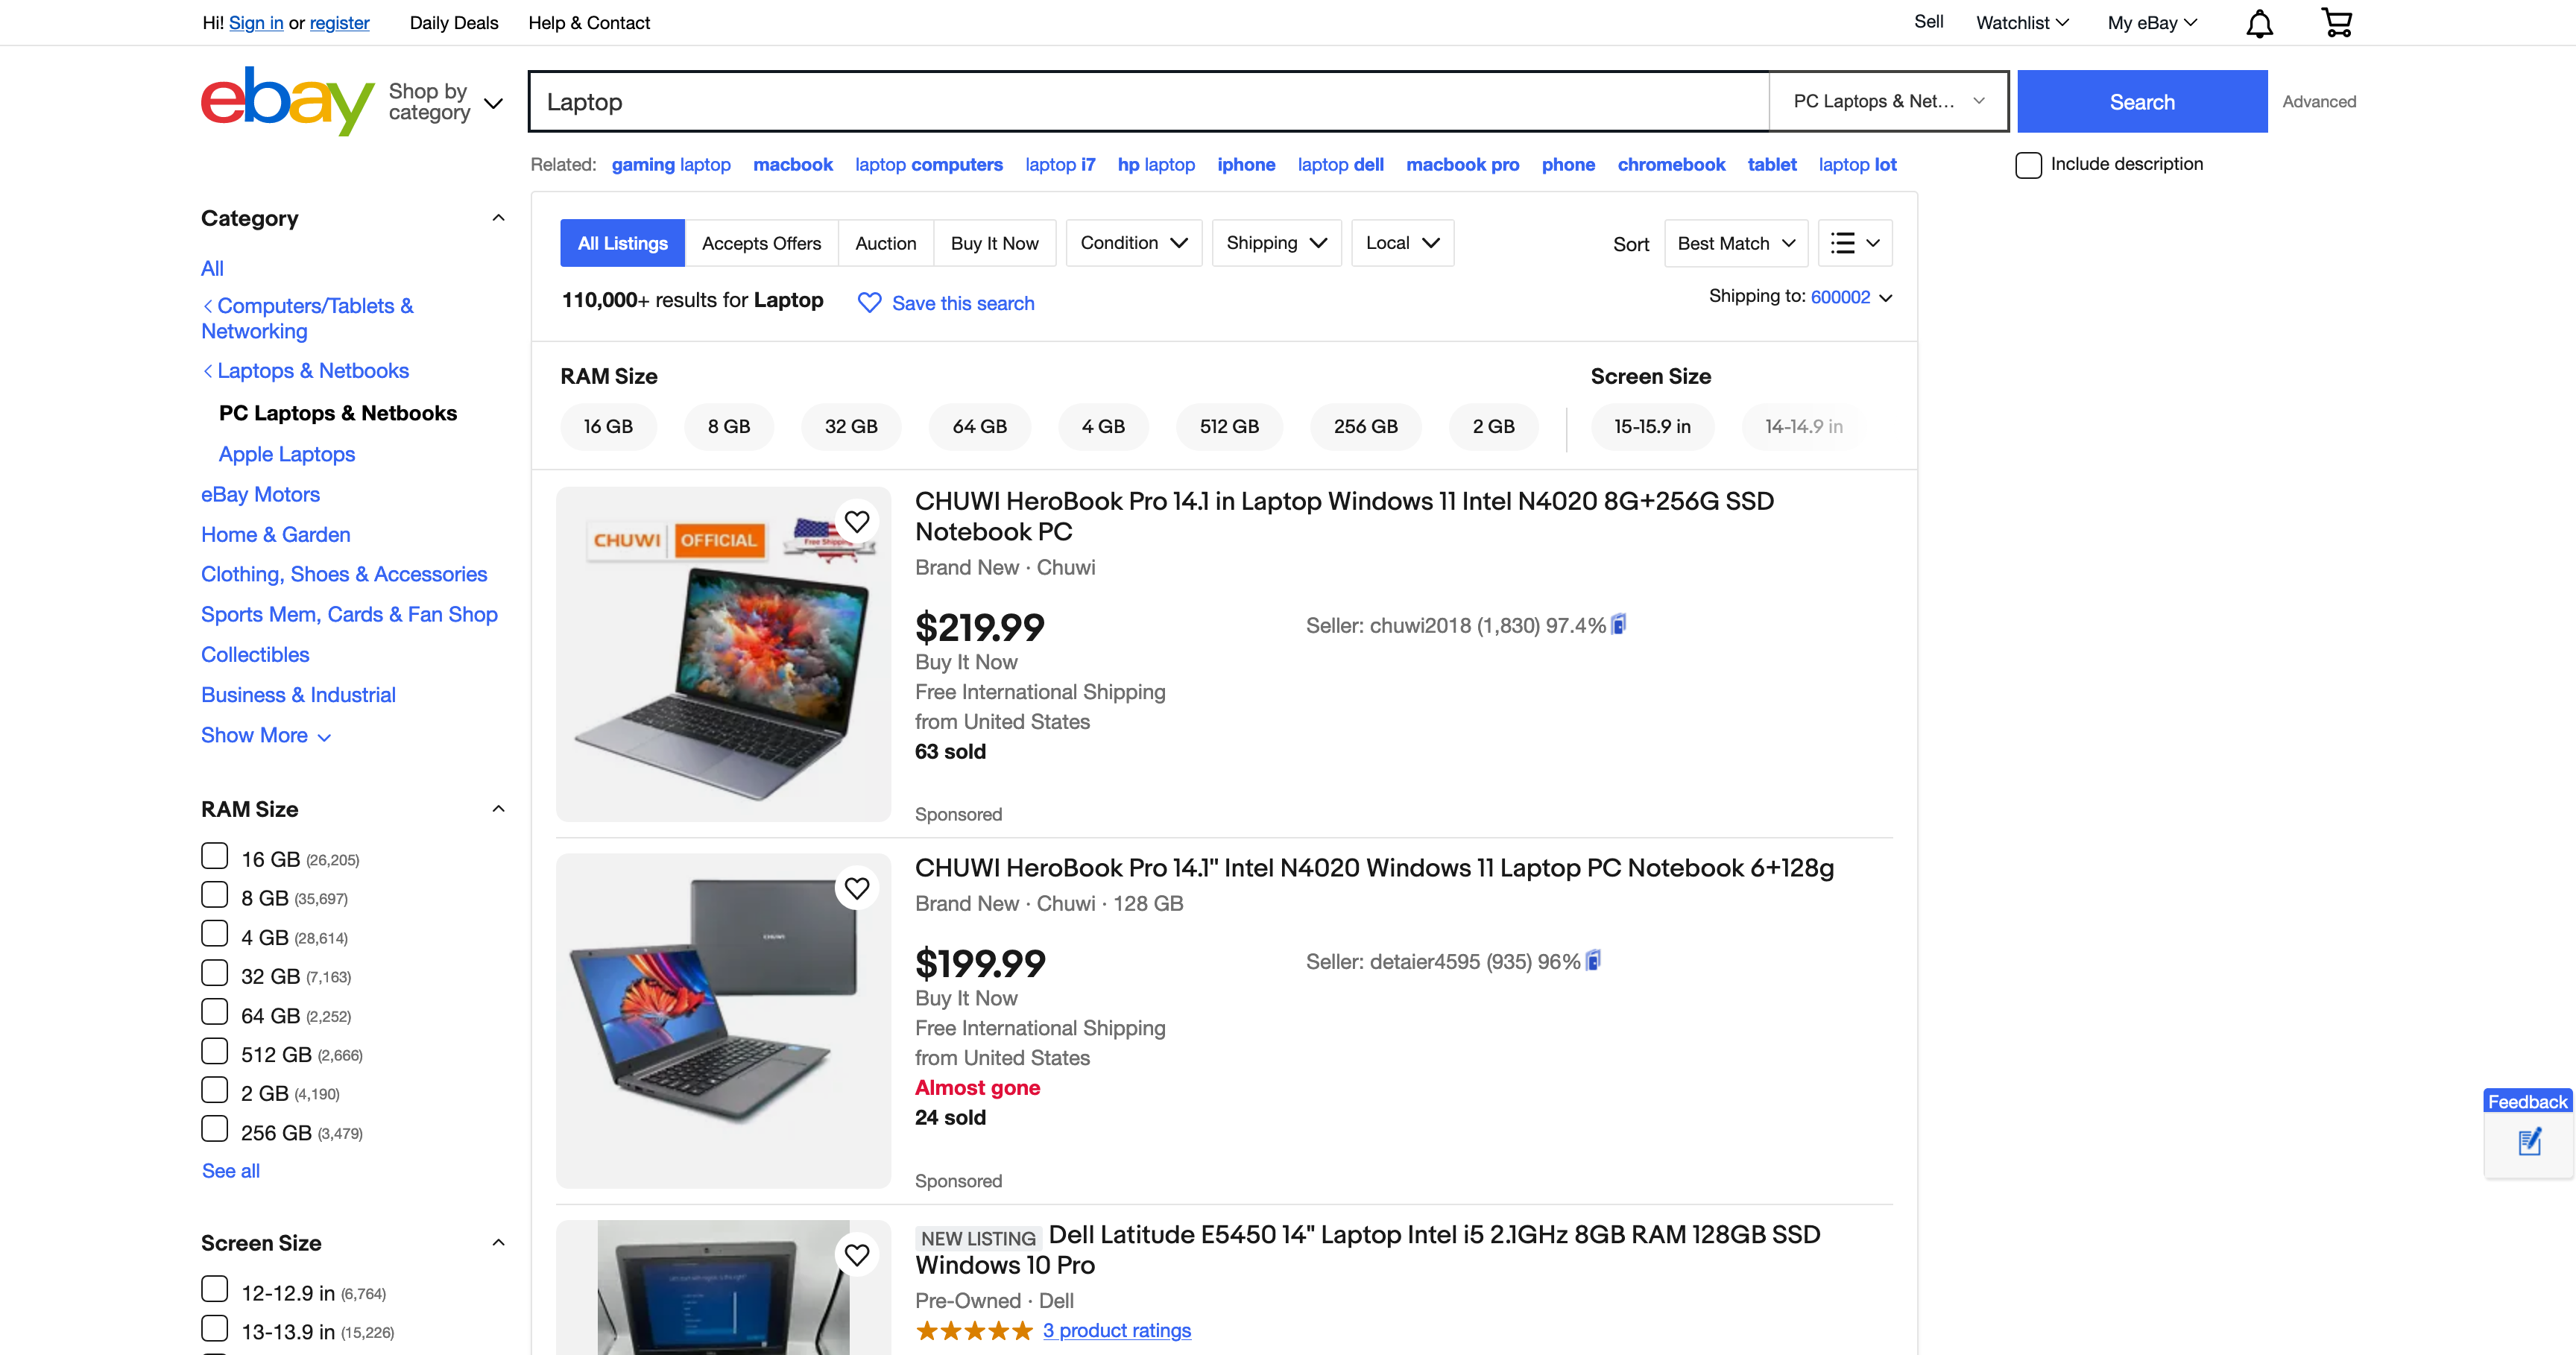 Hi! Sign in or register Daily Deals Help & Contact Sell Watchlist My eBay
ebay
Shop by
category
Laptop PC Laptops & Net... Search Advanced
Related: gaming laptop macbook laptop computers laptop i7 hp laptop iphone laptop dell macbook pro phone chromebook tablet laptop lot Include description
Category
All
Computers/Tablets &
Networking
Laptops & Netbooks
PC Laptops & Netbooks
Apple Laptops
eBay Motors
Home & Garden
Clothing, Shoes & Accessories
Sports Mem, Cards & Fan Shop
Collectibles
Business & Industrial
Show More
RAM Size
16 GB (26,205)
8 GB (35,697)
4 GB (28,614)
32 GB (7,163)
64 GB (2,252)
512 GB (2,666)
2 GB (4,190)
256 GB (3,479)
See all
Screen Size
12-12.9 in (6,764)
13-13.9 in (15,226)
All Listings Accepts Offers Auction Buy It Now Condition Shipping Local Sort Best Match
110,000+ results for Laptop Save this search Shipping to: 600002
RAM Size Screen Size
16 GB 8 GB 32 GB 64 GB 4 GB 512 GB 256 GB 2 GB 15-15.9 in 14-14.9 in
CHUWI OFFICIAL Free Shipping
CHUWI HeroBook Pro 14.1 in Laptop Windows 11 Intel N4020 8G+256G SSD
Notebook PC
Brand New · Chuwi
$219.99 Seller: chuwi2018 (1,830) 97.4%
Buy It Now
Free International Shipping
from United States
63 sold
Sponsored
CHUWI
CHUWI HeroBook Pro 14.1" Intel N4020 Windows 11 Laptop PC Notebook 6+128g
Brand New · Chuwi · 128 GB
$199.99 Seller: detaier4595 (935) 96%
Buy It Now
Free International Shipping
from United States
Almost gone
24 sold
Sponsored
NEW LISTING Dell Latitude E5450 14" Laptop Intel i5 2.1GHz 8GB RAM 128GB SSD
Windows 10 Pro
Pre-Owned · Dell
3 product ratings
Feedback